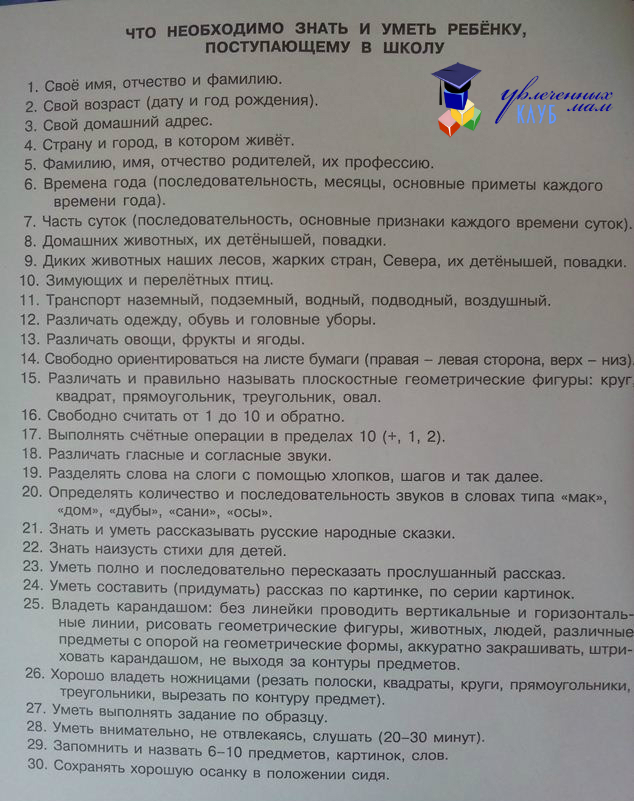 ЧТО НЕОБХОДИМО ЗНАТЬ И УМЕТЬ РЕБЁНКУ,
ПОСТУПАЮЩЕМУ В ШКОЛУ
увлеченных
КЛУБ мам
1. Своё имя, отчество и фамилию.
2. Свой возраст (дату и год рождения).
3. Свой домашний адрес.
4. Страну и город, в котором живёт.
5. Фамилию, имя, отчество родителей, их профессию.
6. Времена года (последовательность, месяцы, основные приметы каждого
времени года).
7. Часть суток (последовательность, основные признаки каждого времени суток).
8. Домашних животных, их детёнышей, повадки.
9. Диких животных наших лесов, жарких стран, Севера, их детёнышей, повадки.
10. Зимующих и перелётных птиц.
11. Транспорт наземный, подземный, водный, подводный, воздушный.
12. Различать одежду, обувь и головные уборы.
13. Различать овощи, фрукты и ягоды.
14. Свободно ориентироваться на листе бумаги (правая – левая сторона, верх – низ).
15. Различать и правильно называть плоскостные геометрические фигуры: круг,
квадрат, прямоугольник, треугольник, овал.
16. Свободно считать от 1 до 10 и обратно.
17. Выполнять счётные операции в пределах 10 (+, 1, 2).
18. Различать гласные и согласные звуки.
19. Разделять слова на слоги с помощью хлопков, шагов и так далее.
20. Определять количество и последовательность звуков в словах типа «мак»,
«дом», «дубы», «сани», «осы».
21. Знать и уметь рассказывать русские народные сказки.
22. Знать наизусть стихи для детей.
23. Уметь полно и последовательно пересказать прослушанный рассказ.
24. Уметь составить (придумать) рассказ по картинке, по серии картинок.
25. Владеть карандашом: без линейки проводить вертикальные и горизонталь-
ные линии, рисовать геометрические фигуры, животных, людей, различные
предметы с опорой на геометрические формы, аккуратно закрашивать, штри-
ховать карандашом, не выходя за контуры предметов.
26. Хорошо владеть ножницами (резать полоски, квадраты, круги, прямоугольники,
треугольники, вырезать по контуру предмет).
27. Уметь выполнять задание по образцу.
28. Уметь внимательно, не отвлекаясь, слушать (20–30 минут).
29. Запомнить и назвать 6–10 предметов, картинок, слов.
30. Сохранять хорошую осанку в положении сидя.